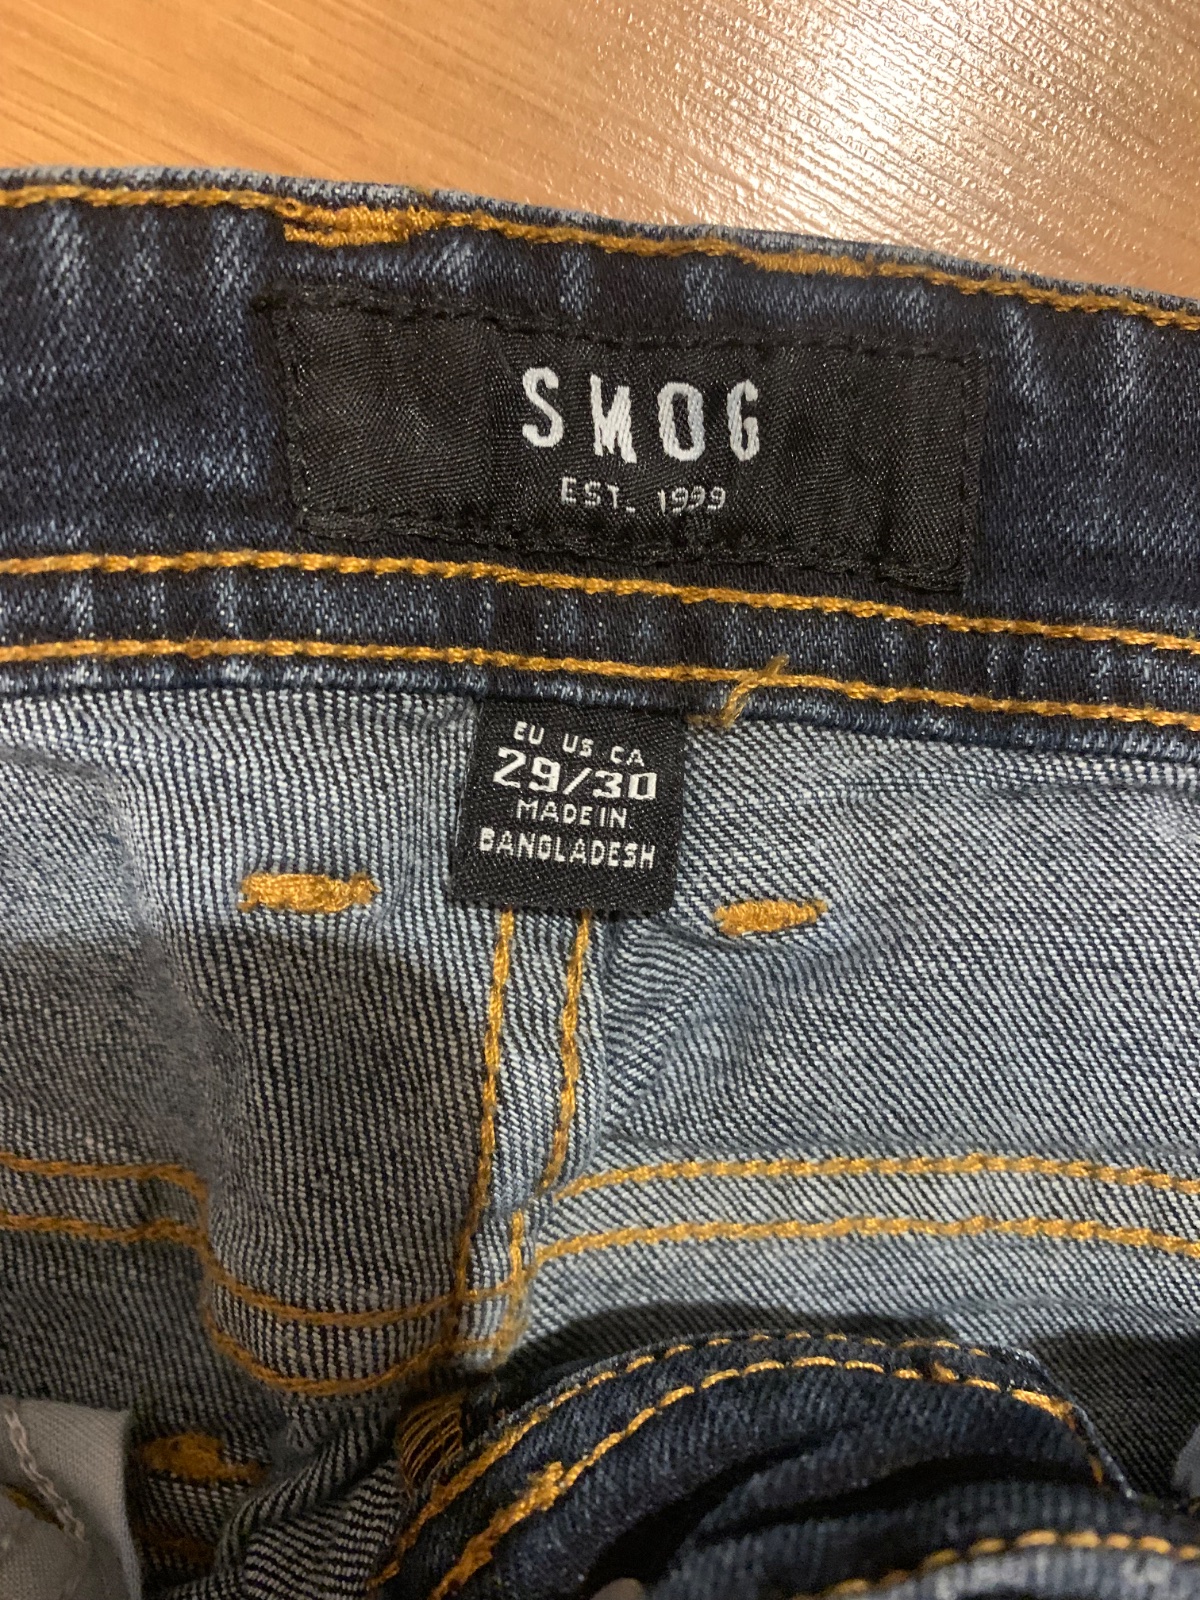 SMOG
EST. 1999
EU US CA
29/30
MADE IN
BANGLADESH